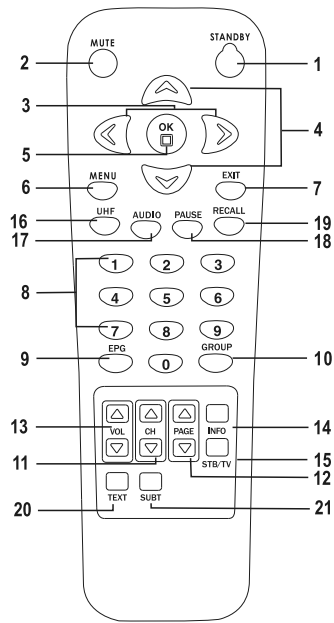 MUTE
STANDBY
2
1
3
4
OK
5
MENU
EXIT
6
7
UHF
AUDIO
PAUSE
RECALL
16
19
17
18
1 2 3
8
4 5 6
7 8 9
EPG
GROUP
9
0
10
13
VOL
CH
PAGE
INFO
14
STB/TV
15
11
12
TEXT
SUBT
20
21